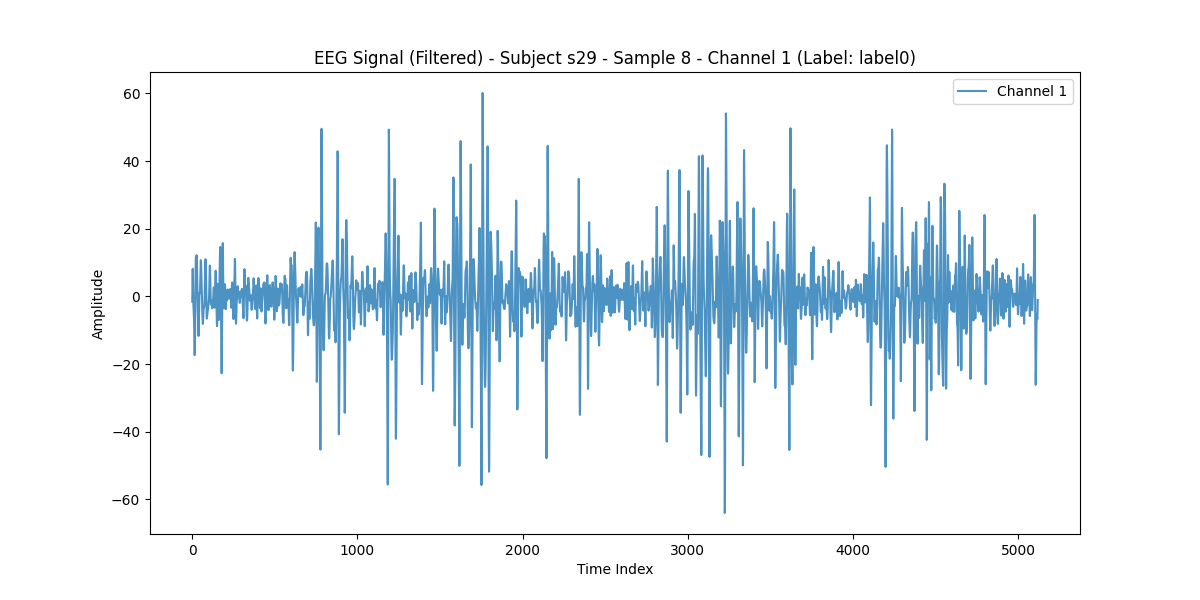 EEG Signal (Filtered) - Subject s29 - Sample 8 - Channel 1 (Label: label0)
Channel 1
60
40
20
0
−20
−40
−60
Amplitude
0 1000 2000 3000 4000 5000
Time Index